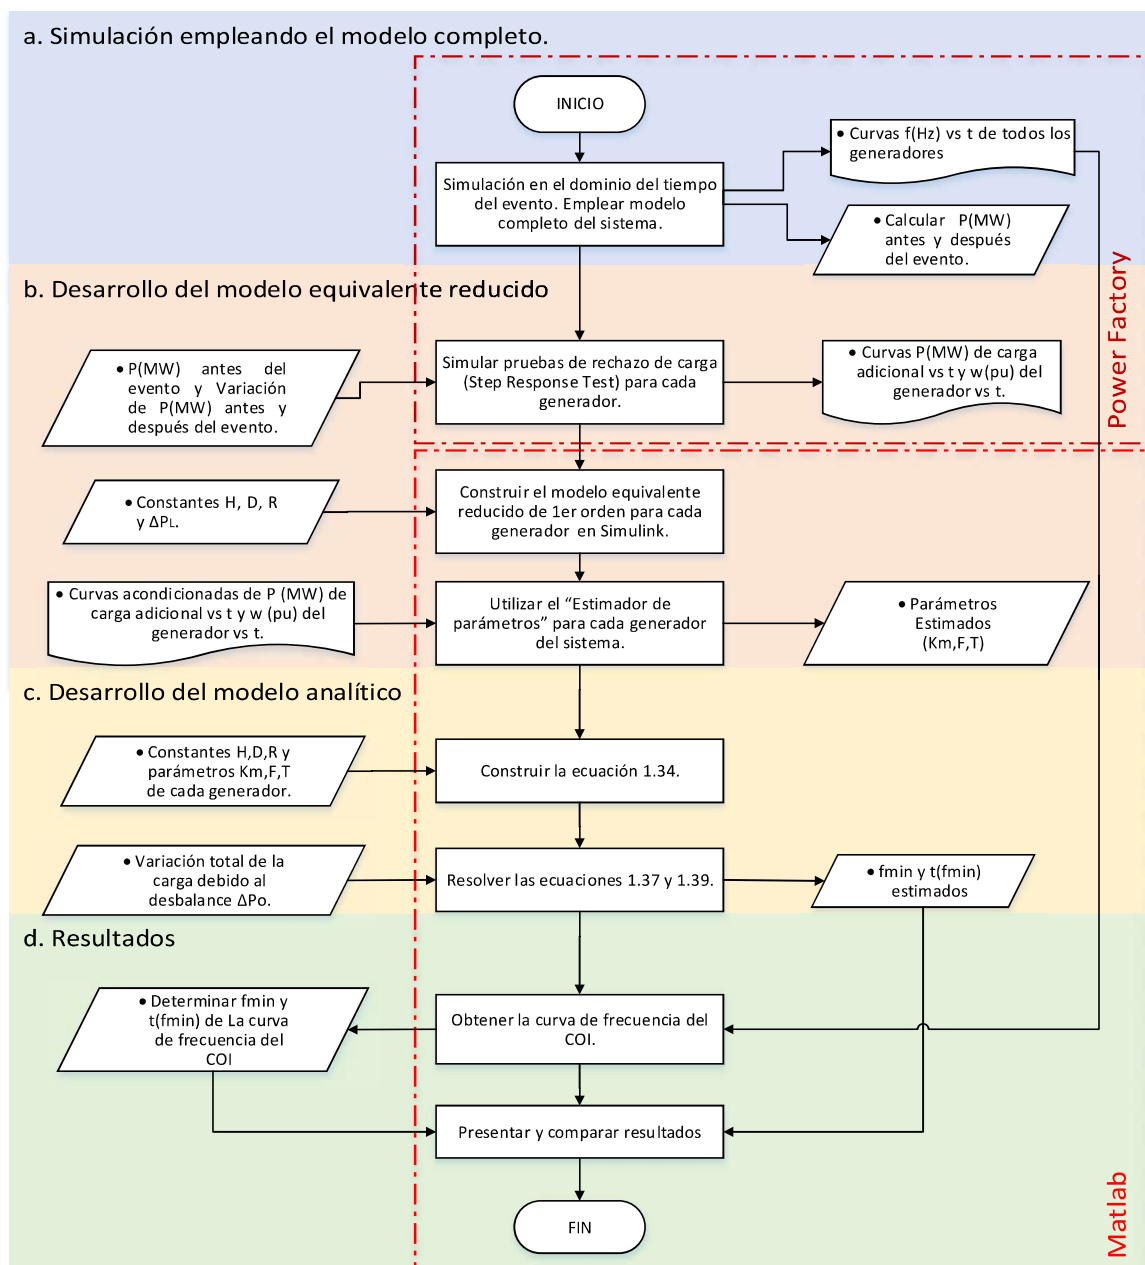 a. Simulación empleando el modelo completo.
INICIO
• Curvas f(Hz) vs t de todos los
generadores
Simulación en el dominio del tiempo
del evento. Emplear modelo
completo del sistema.
• Calcular P(MW)
antes y después
del evento.
Power Factory
b. Desarrollo del modelo equivalente reducido
• P(MW) antes del
evento y Variación
de P(MW) antes y
después del evento.
Simular pruebas de rechazo de carga
(Step Response Test) para cada
generador.
• Curvas P(MW) de carga
adicional vs t y w(pu) del
generador vs t.
• Constantes H, D, R
y ΔPL.
Construir el modelo equivalente
reducido de 1er orden para cada
generador en Simulink.
• Curvas acondicionadas de P (MW) de
carga adicional vs t y w (pu) del
generador vs t.
Utilizar el “Estimador de
parámetros” para cada generador
del sistema.
• Parámetros
Estimados
(Km,F,T)
c. Desarrollo del modelo analítico
• Constantes H,D,R y
parámetros Km,F,T
de cada generador.
Construir la ecuación 1.34.
• Variación total de la
carga debido al
desbalance ΔPo.
Resolver las ecuaciones 1.37 y 1.39.
• fmin y t(fmin)
estimados
d. Resultados
• Determinar fmin y
t(fmin) de La curva
de frecuencia del
COI
Obtener la curva de frecuencia del
COI.
Presentar y comparar resultados
FIN
Matlab